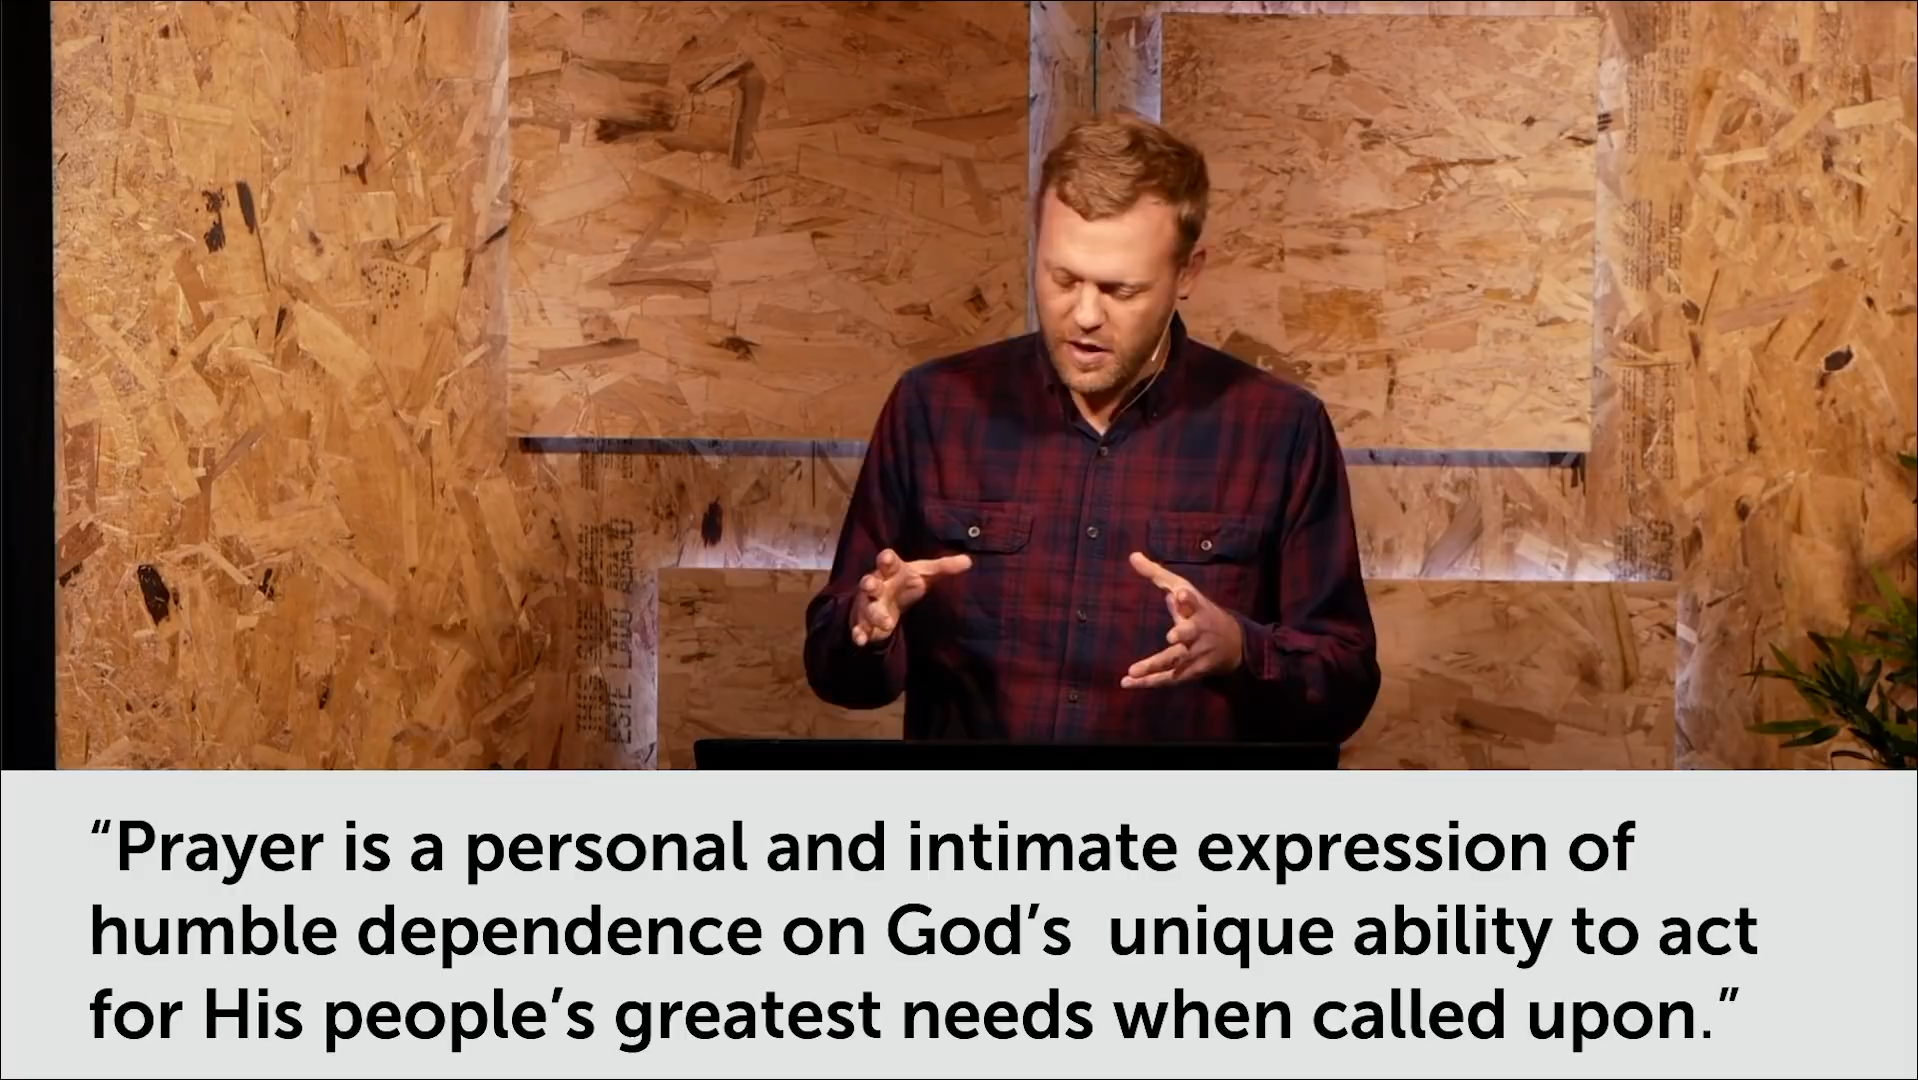 “Prayer is a personal and intimate expression of
humble dependence on God’s  unique ability to act
for His people’s greatest needs when called upon.”